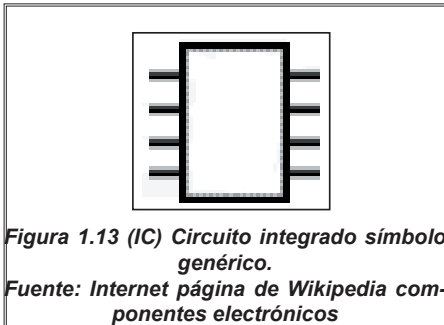 Figura 1.13 (IC) Circuito integrado símbolo
genérico.
Fuente: Internet página de Wikipedia com-
ponentes electrónicos